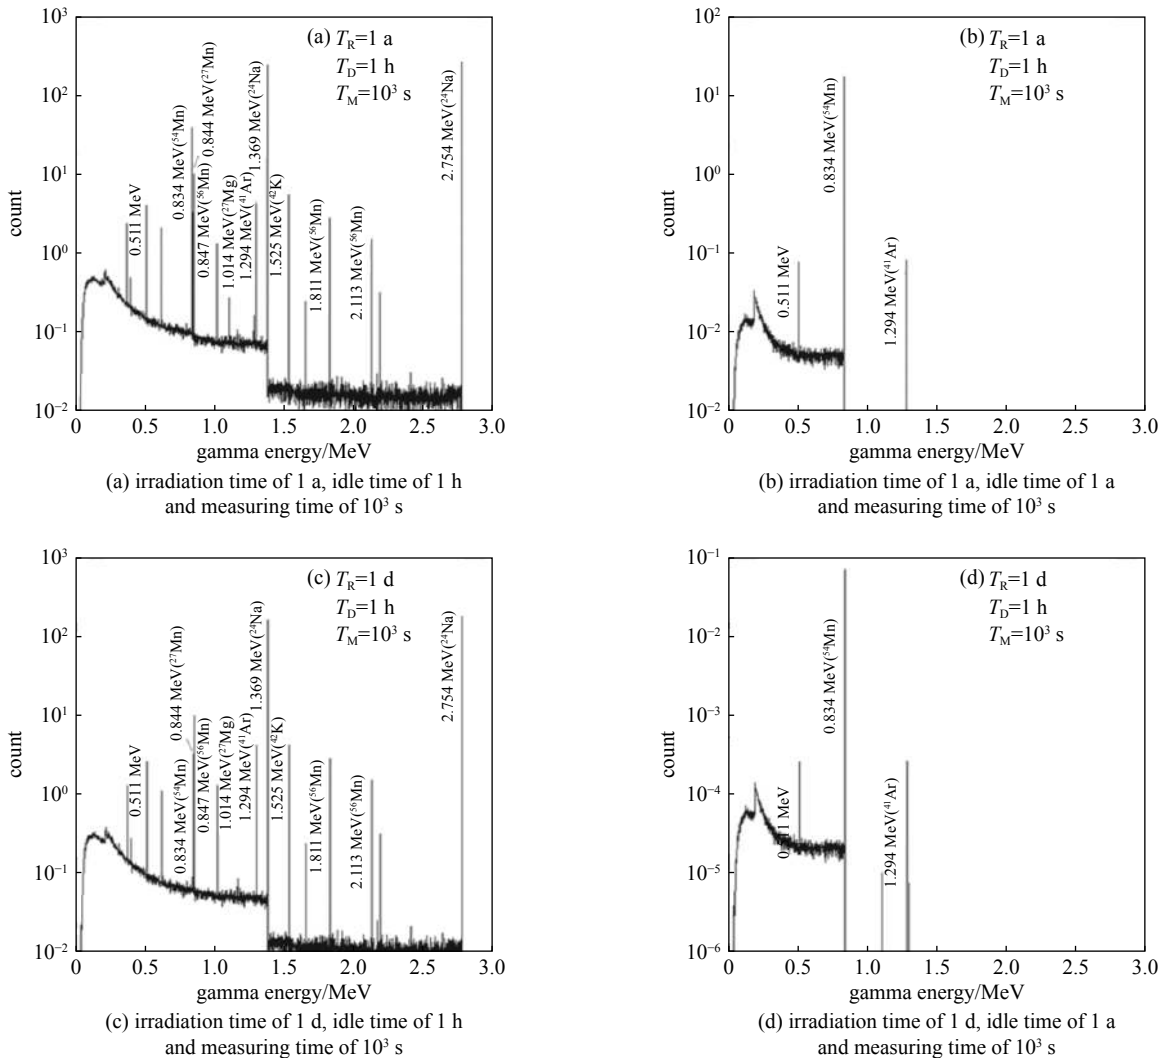 (a) T_R=1 a
T_D=1 h
T_M=10³ s
10³
10²
10¹
10⁰
10⁻¹
10⁻²
count
0.511 MeV
0.834 MeV(⁵⁴Mn)
0.844 MeV(²⁷Mn)
0.847 MeV(⁵⁶Mn)
1.014 MeV(²⁷Mg)
1.294 MeV(⁴¹Ar)
1.369 MeV(²⁴Na)
1.525 MeV(⁴²K)
1.811 MeV(⁵⁶Mn)
2.113 MeV(⁵⁶Mn)
2.754 MeV(²⁴Na)
0 0.5 1.0 1.5 2.0 2.5 3.0
gamma energy/MeV
(a) irradiation time of 1 a, idle time of 1 h
and measuring time of 10³ s
(b) T_R=1 a
T_D=1 h
T_M=10³ s
10²
10¹
10⁰
10⁻¹
10⁻²
count
0.511 MeV
0.834 MeV(⁵⁴Mn)
1.294 MeV(⁴¹Ar)
0 0.5 1.0 1.5 2.0 2.5 3.0
gamma energy/MeV
(b) irradiation time of 1 a, idle time of 1 a
and measuring time of 10³ s
(c) T_R=1 d
T_D=1 h
T_M=10³ s
10³
10²
10¹
10⁰
10⁻¹
10⁻²
count
0.511 MeV
0.834 MeV(⁵⁴Mn)
0.844 MeV(²⁷Mn)
0.847 MeV(⁵⁶Mn)
1.014 MeV(²⁷Mg)
1.294 MeV(⁴¹Ar)
1.369 MeV(²⁴Na)
1.525 MeV(⁴²K)
1.811 MeV(⁵⁶Mn)
2.113 MeV(⁵⁶Mn)
2.754 MeV(²⁴Na)
0 0.5 1.0 1.5 2.0 2.5 3.0
gamma energy/MeV
(c) irradiation time of 1 d, idle time of 1 h
and measuring time of 10³ s
(d) T_R=1 d
T_D=1 h
T_M=10³ s
10⁻¹
10⁻²
10⁻³
10⁻⁴
10⁻⁵
10⁻⁶
count
0.511 MeV
0.834 MeV(⁵⁴Mn)
1.294 MeV(⁴¹Ar)
0 0.5 1.0 1.5 2.0 2.5 3.0
gamma energy/MeV
(d) irradiation time of 1 d, idle time of 1 a
and measuring time of 10³ s